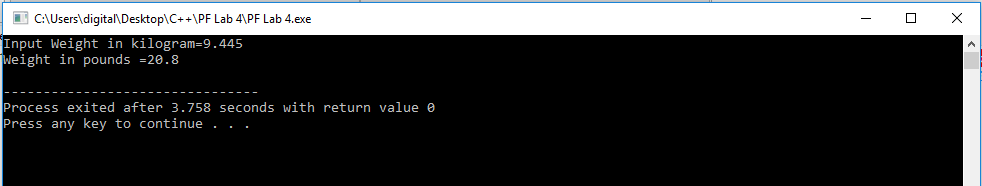 C:\Users\digital\Desktop\C++\PF Lab 4\PF Lab 4.exe
Input Weight in kilogram=9.445
Weight in pounds =20.8
--------------------------------
Process exited after 3.758 seconds with return value 0
Press any key to continue . . .